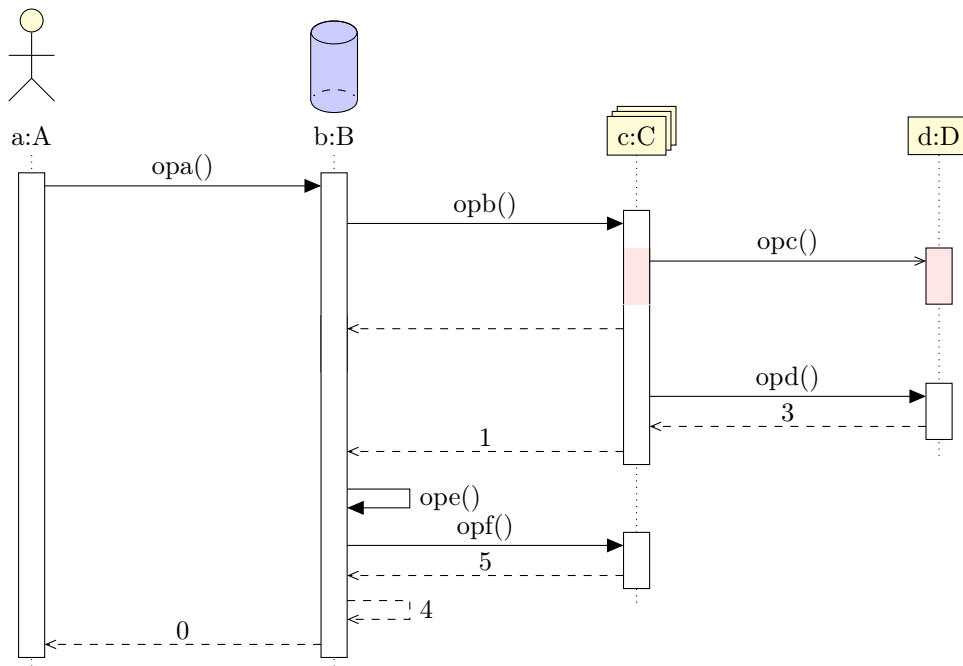 a:A
b:B
c:C
d:D
opa()
opb()
opc()
opd()
3
1
ope()
opf()
5
4
0